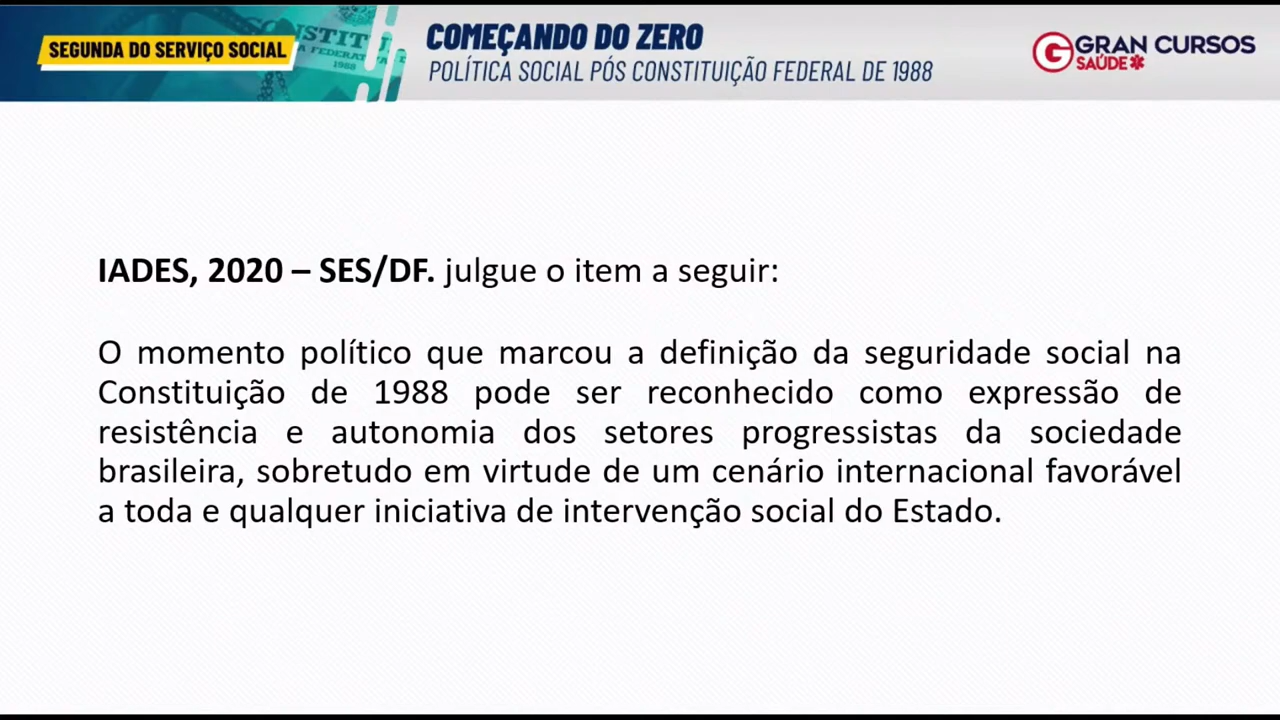 SEGUNDA DO SERVIÇO SOCIAL
CONSTITU
A FEDERATIVA D
1988
COMEÇANDO DO ZERO
POLÍTICA SOCIAL PÓS CONSTITUIÇÃO FEDERAL DE 1988
G GRAN CURSOS
SAÚDE
IADES, 2020 – SES/DF. julgue o item a seguir:
O momento político que marcou a definição da seguridade social na
Constituição de 1988 pode ser reconhecido como expressão de
resistência e autonomia dos setores progressistas da sociedade
brasileira, sobretudo em virtude de um cenário internacional favorável
a toda e qualquer iniciativa de intervenção social do Estado.